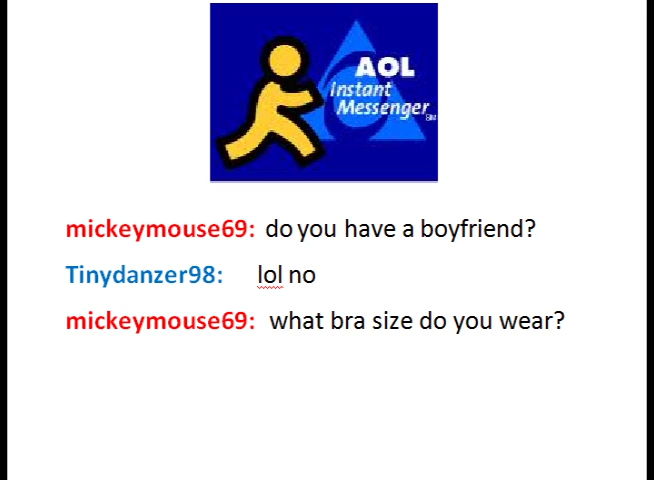 AOL
Instant
Messenger
SM
mickeymouse69: do you have a boyfriend?
Tinydanzer98: lol no
mickeymouse69: what bra size do you wear?